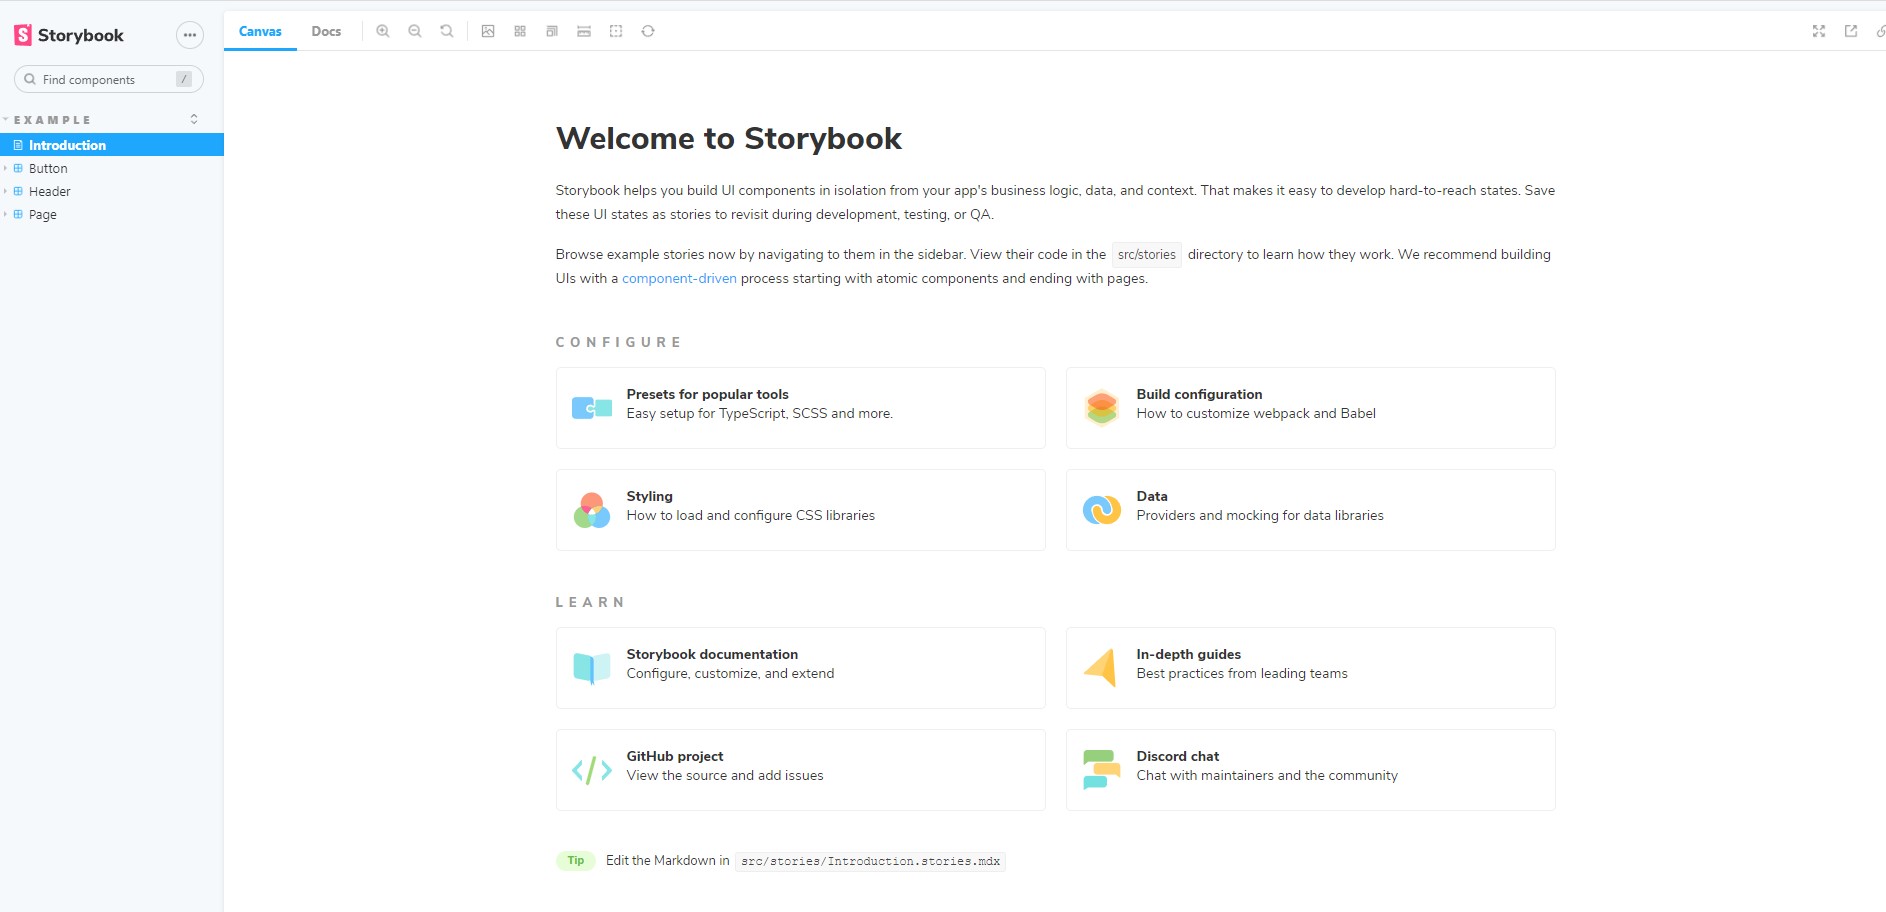 Storybook
Find components
/
EXAMPLE
Introduction
Button
Header
Page
Canvas
Docs
Welcome to Storybook
Storybook helps you build UI components in isolation from your app's business logic, data, and context. That makes it easy to develop hard-to-reach states. Save
these UI states as stories to revisit during development, testing, or QA.
Browse example stories now by navigating to them in the sidebar. View their code in the src/stories directory to learn how they work. We recommend building
UIs with a component-driven process starting with atomic components and ending with pages.
CONFIGURE
Presets for popular tools
Easy setup for TypeScript, SCSS and more.
Build configuration
How to customize webpack and Babel
Styling
How to load and configure CSS libraries
Data
Providers and mocking for data libraries
LEARN
Storybook documentation
Configure, customize, and extend
In-depth guides
Best practices from leading teams
GitHub project
View the source and add issues
Discord chat
Chat with maintainers and the community
Tip Edit the Markdown in src/stories/Introduction.stories.mdx